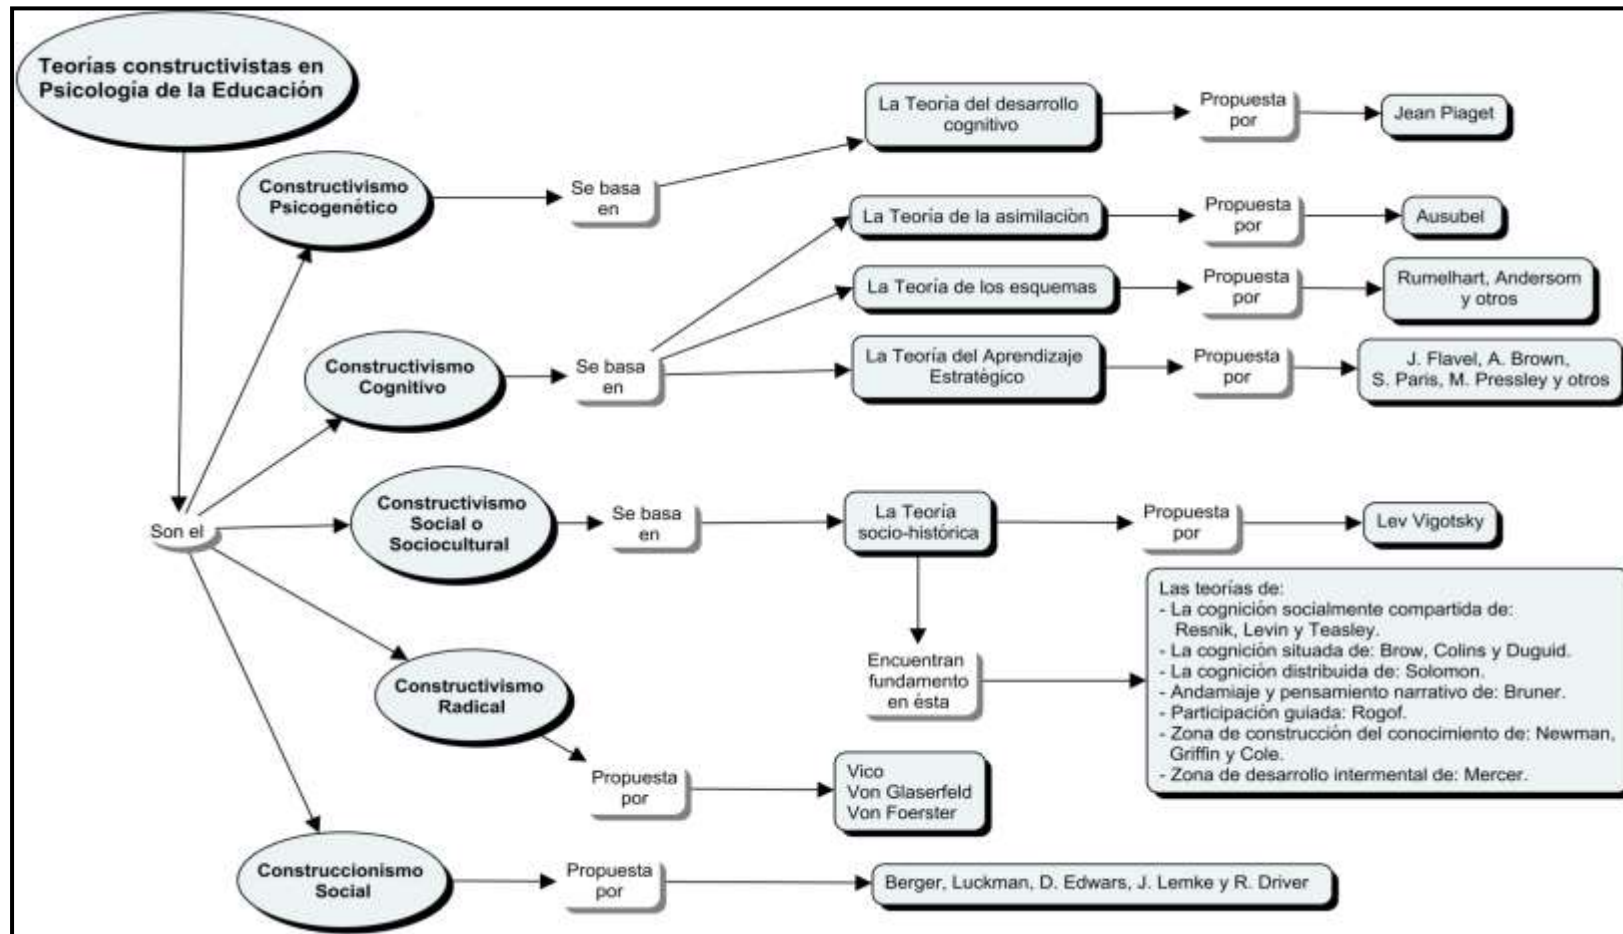 Teorías constructivistas en
Psicología de la Educación
Son el
Constructivismo
Psicogenético
Se basa
en
La Teoría del desarrollo
cognitivo
Propuesta
por
Jean Piaget
Constructivismo
Cognitivo
Se basa
en
La Teoría de la asimilaciòn
Propuesta
por
Ausubel
La Teoría de los esquemas
Propuesta
por
Rumelhart, Andersom
y otros
La Teoría del Aprendizaje
Estratégico
Propuesta
por
J. Flavel, A. Brown,
S. Paris, M. Pressley y otros
Constructivismo
Social o
Sociocultural
Se basa
en
La Teoría
socio-histórica
Propuesta
por
Lev Vigotsky
Encuentran
fundamento
en ésta
Las teorías de:
- La cognición socialmente compartida de:
Resnik, Levin y Teasley.
- La cognición situada de: Brow, Colins y Duguid.
- La cognición distribuida de: Solomon.
- Andamiaje y pensamiento narrativo de: Bruner.
- Participación guiada: Rogof.
- Zona de construcción del conocimiento de: Newman,
Griffin y Cole.
- Zona de desarrollo intermental de: Mercer.
Constructivismo
Radical
Propuesta
por
Vico
Von Glaserfeld
Von Foerster
Construccionismo
Social
Propuesta
por
Berger, Luckman, D. Edwars, J. Lemke y R. Driver